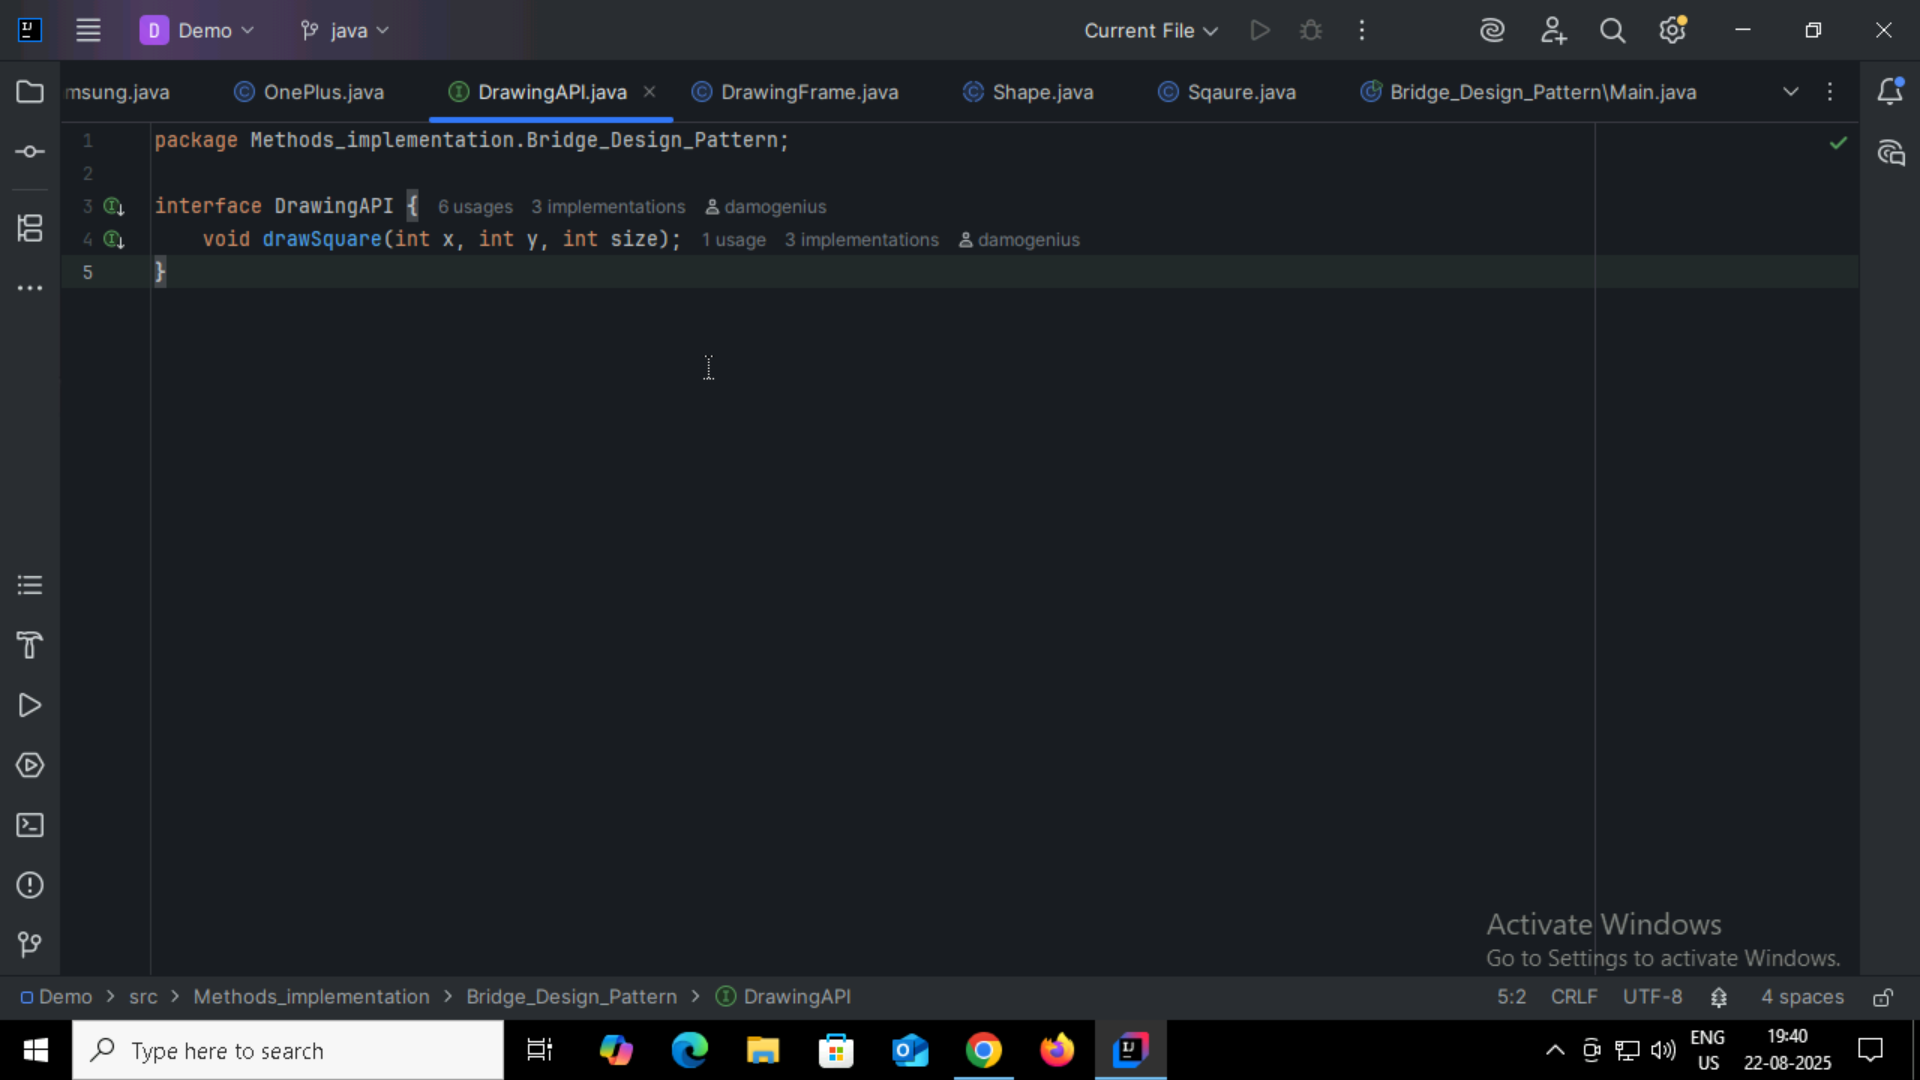 D Demo java Current File
msung.java OnePlus.java DrawingAPI.java DrawingFrame.java Shape.java Sqaure.java Bridge_Design_Pattern\Main.java
1 package Methods_implementation.Bridge_Design_Pattern;
2
3 interface DrawingAPI { 6 usages 3 implementations damogenius
4 void drawSquare(int x, int y, int size); 1 usage 3 implementations damogenius
5 }
Activate Windows
Go to Settings to activate Windows.
Demo > src > Methods_implementation > Bridge_Design_Pattern > DrawingAPI 5:2 CRLF UTF-8 4 spaces
Type here to search
ENG
US
19:40
22-08-2025